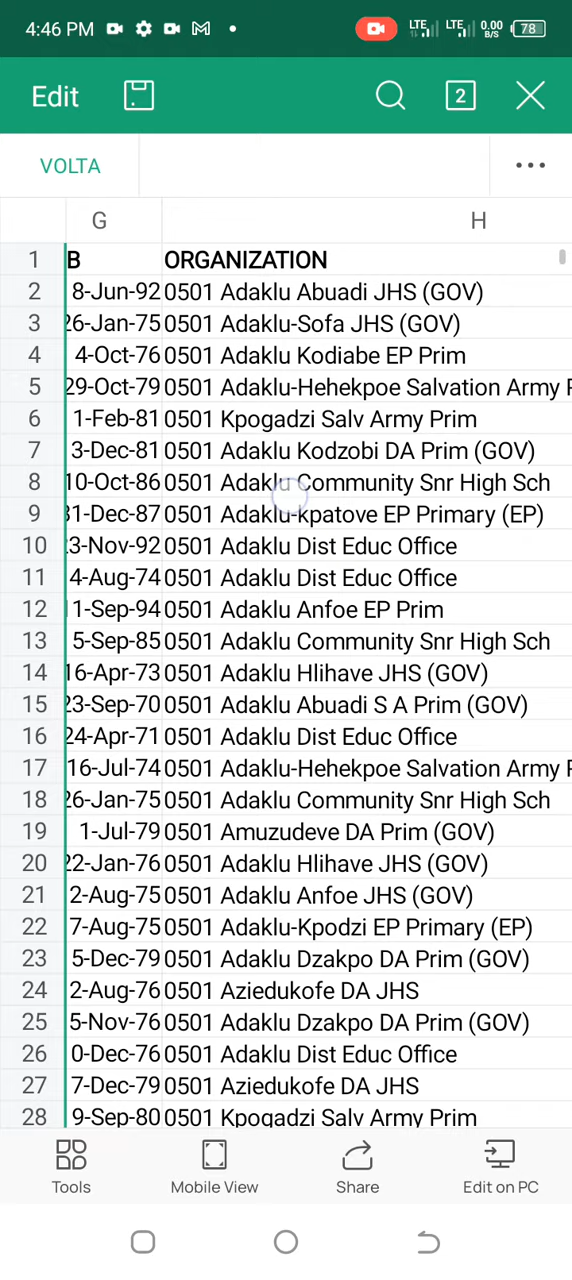 4:46 PM LTE LTE 0.00 B/S 78
Edit 2
VOLTA
G H
1 B ORGANIZATION
2 8-Jun-92 0501 Adaklu Abuadi JHS (GOV)
3 26-Jan-75 0501 Adaklu-Sofa JHS (GOV)
4 4-Oct-76 0501 Adaklu Kodiabe EP Prim
5 29-Oct-79 0501 Adaklu-Hehekpoe Salvation Army
6 1-Feb-81 0501 Kpogadzi Salv Army Prim
7 3-Dec-81 0501 Adaklu Kodzobi DA Prim (GOV)
8 10-Oct-86 0501 Adaklu Community Snr High Sch
9 31-Dec-87 0501 Adaklu-kpatove EP Primary (EP)
10 23-Nov-92 0501 Adaklu Dist Educ Office
11 4-Aug-74 0501 Adaklu Dist Educ Office
12 11-Sep-94 0501 Adaklu Anfoe EP Prim
13 5-Sep-85 0501 Adaklu Community Snr High Sch
14 16-Apr-73 0501 Adaklu Hlihave JHS (GOV)
15 23-Sep-70 0501 Adaklu Abuadi S A Prim (GOV)
16 24-Apr-71 0501 Adaklu Dist Educ Office
17 16-Jul-74 0501 Adaklu-Hehekpoe Salvation Army
18 26-Jan-75 0501 Adaklu Community Snr High Sch
19 1-Jul-79 0501 Amuzudeve DA Prim (GOV)
20 22-Jan-76 0501 Adaklu Hlihave JHS (GOV)
21 2-Aug-75 0501 Adaklu Anfoe JHS (GOV)
22 7-Aug-75 0501 Adaklu-Kpodzi EP Primary (EP)
23 5-Dec-79 0501 Adaklu Dzakpo DA Prim (GOV)
24 2-Aug-76 0501 Aziedukofe DA JHS
25 5-Nov-76 0501 Adaklu Dzakpo DA Prim (GOV)
26 0-Dec-76 0501 Adaklu Dist Educ Office
27 7-Dec-79 0501 Aziedukofe DA JHS
28 9-Sep-80 0501 Kpogadzi Salv Army Prim
Tools Mobile View Share Edit on PC